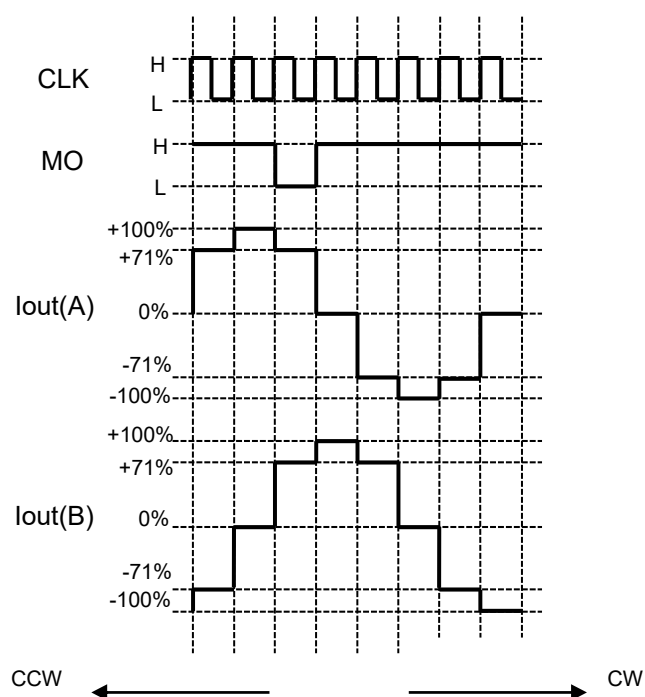 CLK
H
L
MO
H
L
Iout(A)
+100%
+71%
0%
-71%
-100%
Iout(B)
+100%
+71%
0%
-71%
-100%
CCW
CW